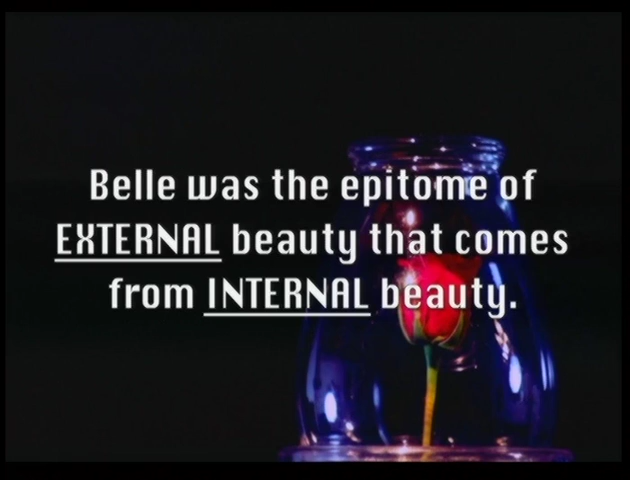 Belle was the epitome of
EXTERNAL beauty that comes
from INTERNAL beauty.